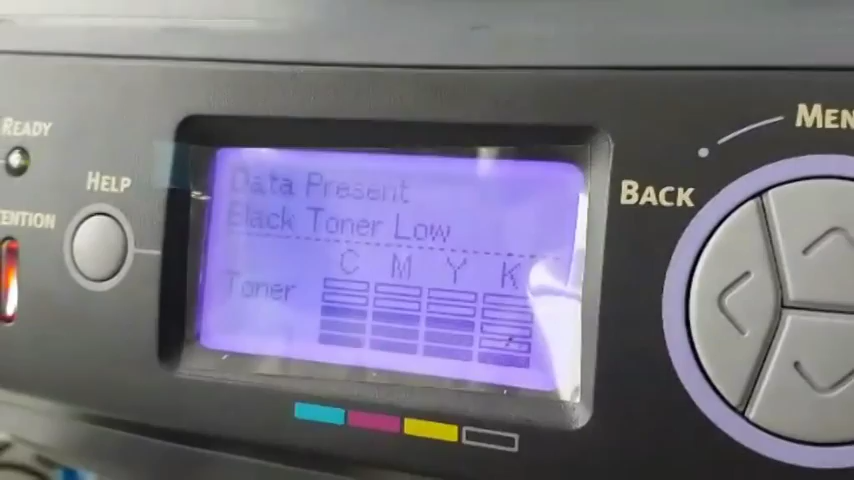 READY
HELP
Data Present
Black Toner Low
C M Y K
Toner
BACK